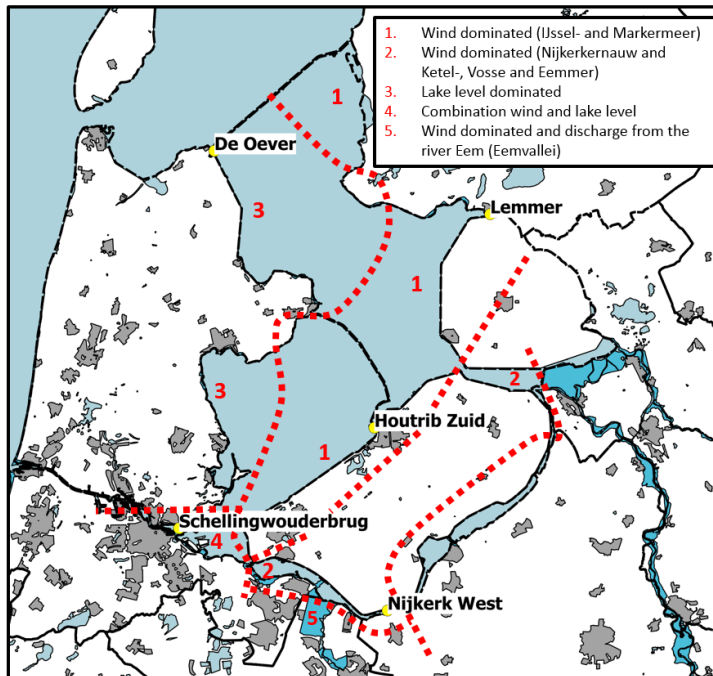 1. Wind dominated (IJssel- and Markermeer)
2. Wind dominated (Nijkerkernauw and
Ketel-, Vosse and Eemmer)
3 Lake level dominated
4 Combination wind and lake level
5. Wind dominated and discharge from the
river Eem (Eemvallei)
1
De Oever
3
Lemmer
1
3
2
Houtrib Zuid
1
Schellingwouderbrug
4
2
Nijkerk West
5